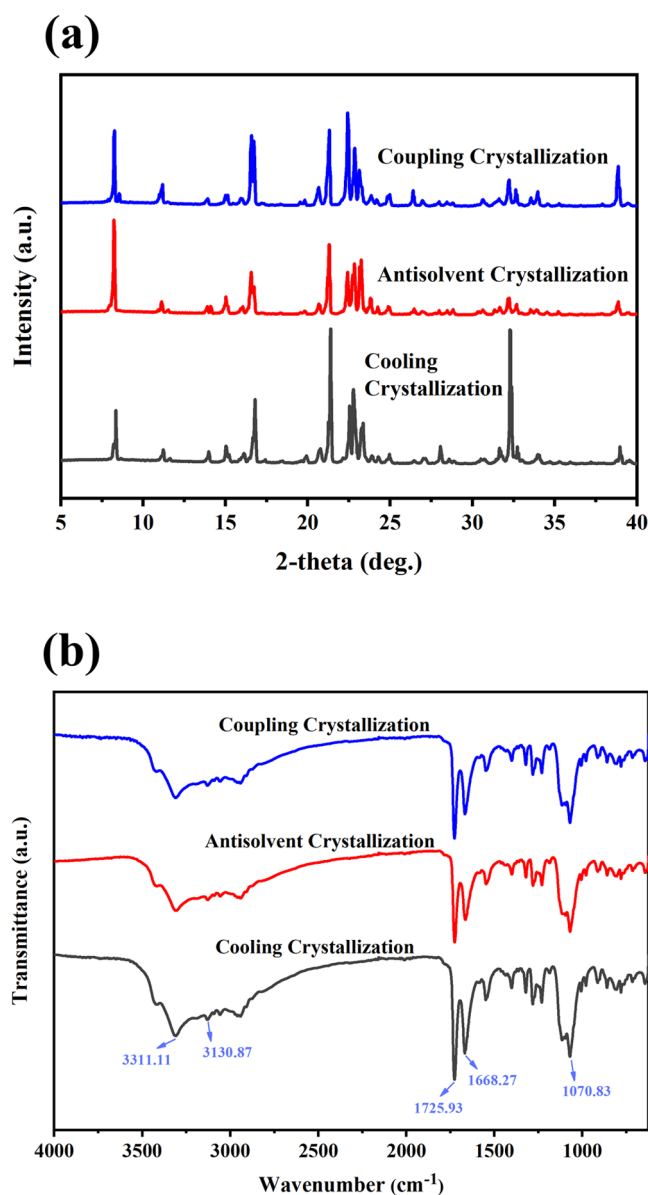 (a)
Coupling Crystallization
Antisolvent Crystallization
Cooling
Crystallization
Intensity (a.u.)
5 10 15 20 25 30 35 40
2-theta (deg.)
(b)
Coupling Crystallization
Antisolvent Crystallization
Cooling Crystallization
Transmittance (a.u.)
3311.11
3130.87
1725.93
1668.27
1070.83
4000 3500 3000 2500 2000 1500 1000
Wavenumber (cm⁻¹)